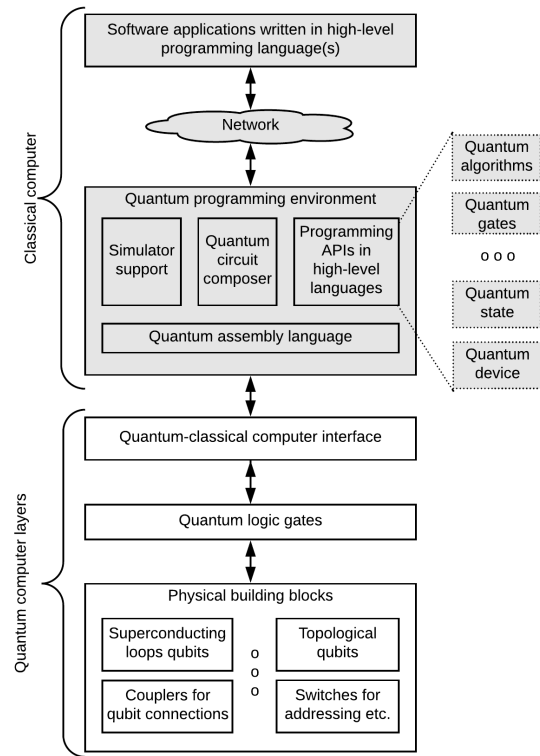 Software applications written in high-level
programming language(s)
Network
Classical computer
Quantum programming environment
Simulator
support
Quantum
circuit
composer
Programming
APIs in
high-level
languages
Quantum assembly language
Quantum
algorithms
Quantum
gates
o o o
Quantum
state
Quantum
device
Quantum-classical computer interface
Quantum logic gates
Quantum computer layers
Physical building blocks
Superconducting
loops qubits
o
o
o
Topological
qubits
Couplers for
qubit connections
Switches for
addressing etc.